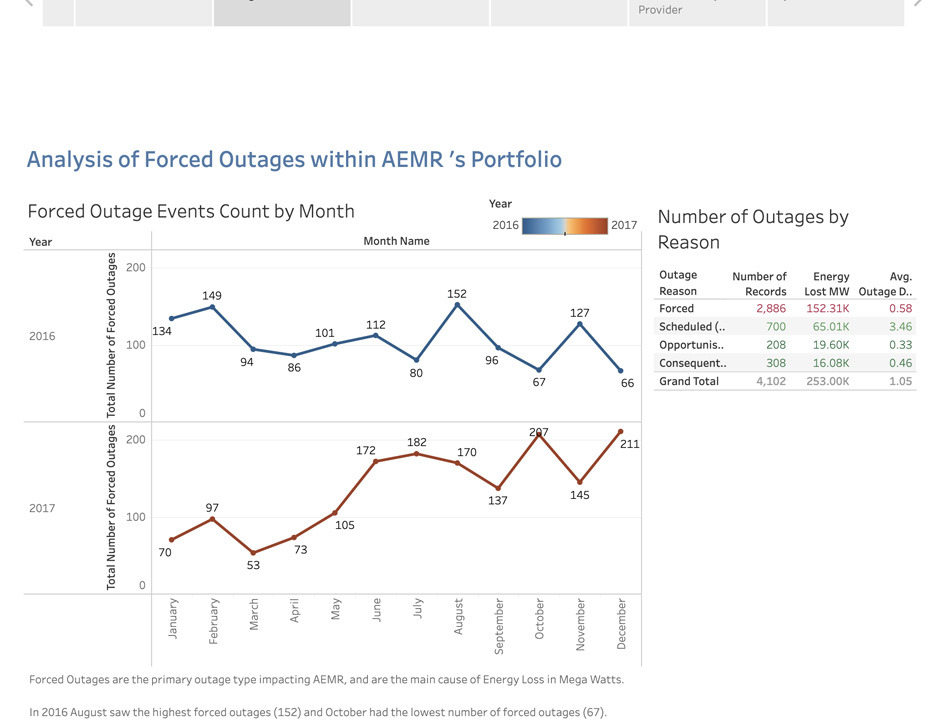 Provider
Analysis of Forced Outages within AEMR ’s Portfolio
Forced Outage Events Count by Month
Year
2016 2017
Year Month Name
2016
Total Number of Forced Outages
200
100
0
134
149
94
86
101
112
80
152
96
67
127
66
2017
Total Number of Forced Outages
200
100
0
70
97
53
73
105
172
182
170
137
207
145
211
January
February
March
April
May
June
July
August
September
October
November
December
Number of Outages by
Reason
Outage Number of Energy Avg.
Reason Records Lost MW Outage D..
Forced 2,886 152.31K 0.58
Scheduled (.. 700 65.01K 3.46
Opportunis.. 208 19.60K 0.33
Consequent.. 308 16.08K 0.46
Grand Total 4,102 253.00K 1.05
Forced Outages are the primary outage type impacting AEMR, and are the main cause of Energy Loss in Mega Watts.
In 2016 August saw the highest forced outages (152) and October had the lowest number of forced outages (67).